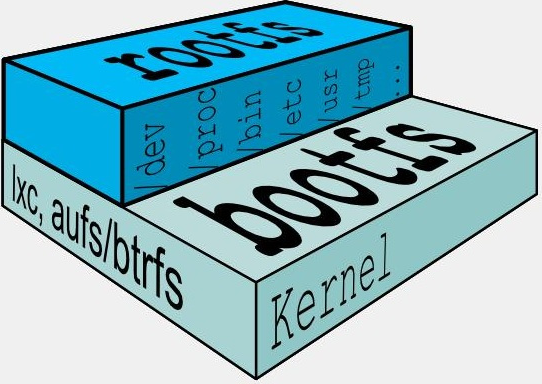 rootfs
/dev
/proc
/bin
/etc
/usr
/tmp
...
bootfs
lxc, aufs/btrfs
Kernel